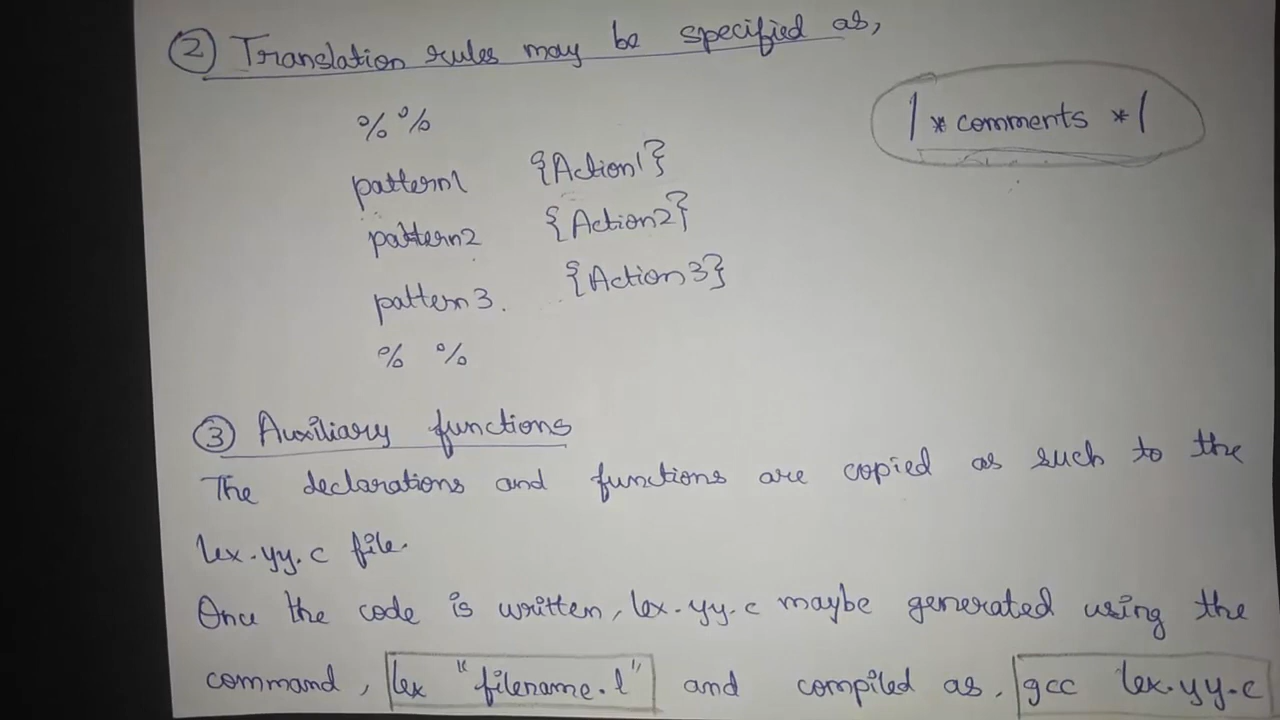 ② Translation rules may be specified as,
%%
/* comments */
pattern1 {Action1}
pattern2 {Action2}
pattern3. {Action3}
% %
③ Auxiliary functions
The declarations and functions are copied as such to the
lex.yy.c file.
Once the code is written, lex.yy.c maybe generated using the
command, lex "filename.l" and compiled as, gcc lex.yy.c